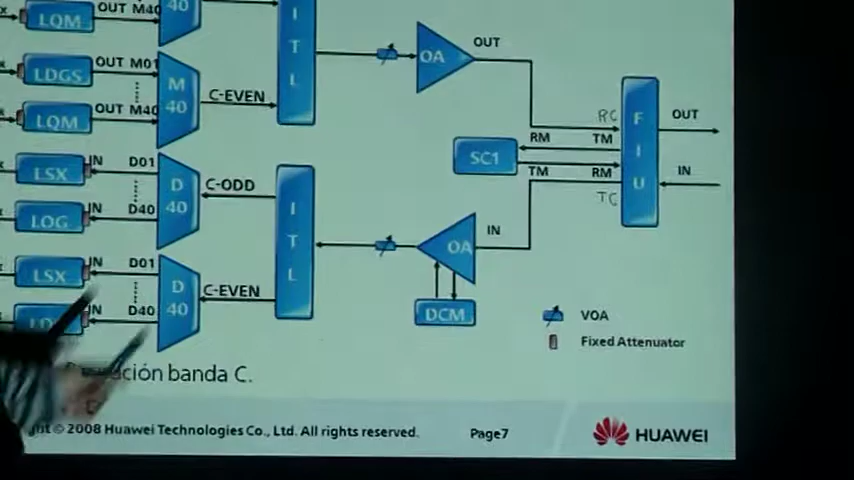 LQM OUT M40 40
I T L
OA OUT
LDGS OUT M01
M 40 C-EVEN
LQM OUT M40
RC
F I U OUT
RM TM
SC1
TM RM
IN
TC
LSX IN D01
D 40 C-ODD
LOG IN D40
I T L
OA IN
LSX IN D01
D 40 C-EVEN
IN D40
DCM
VOA
Fixed Attenuator
ción banda C.
© 2008 Huawei Technologies Co., Ltd. All rights reserved.
Page7
HUAWEI